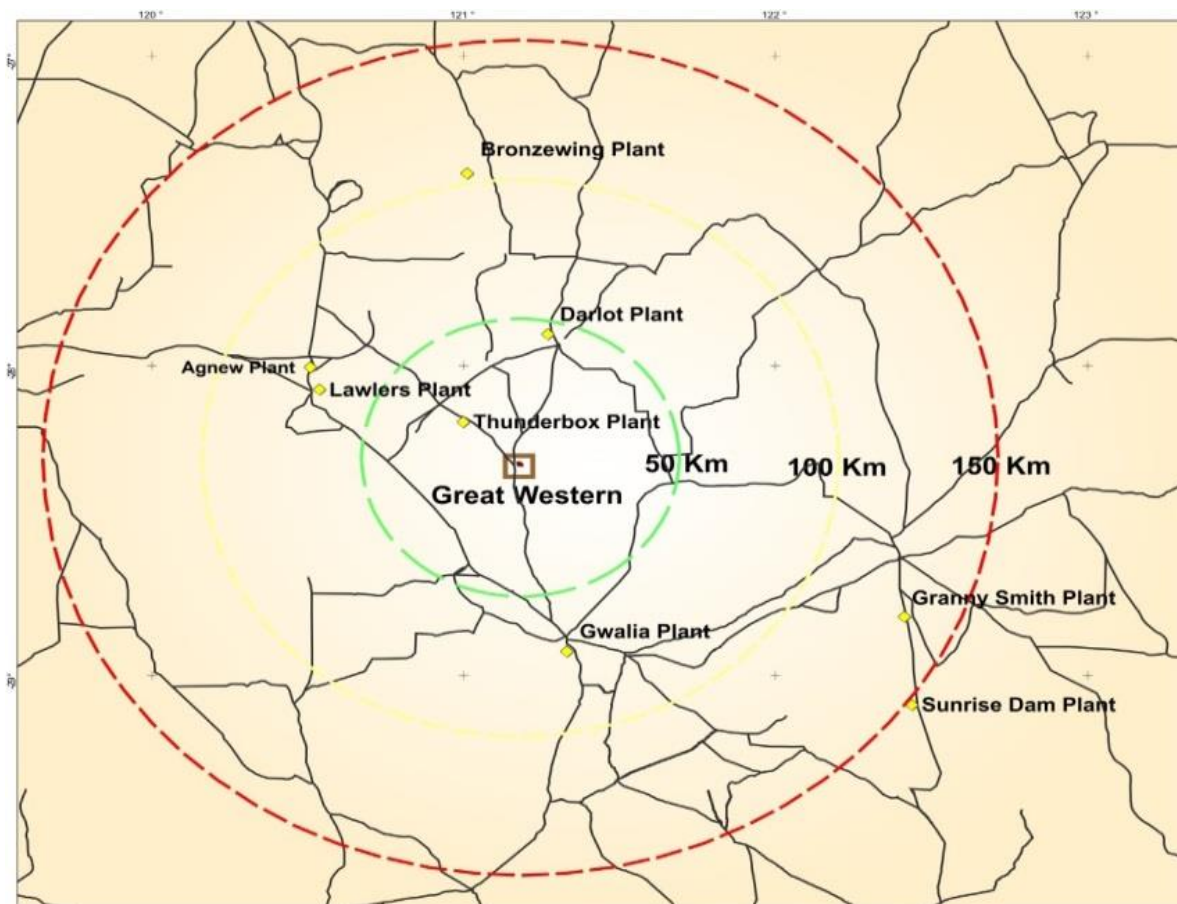 120 °
121 °
122 °
123 °
Bronzewing Plant
Darlot Plant
Agnew Plant
Lawlers Plant
Thunderbox Plant
50 Km
100 Km
150 Km
Great Western
Granny Smith Plant
Gwalia Plant
Sunrise Dam Plant